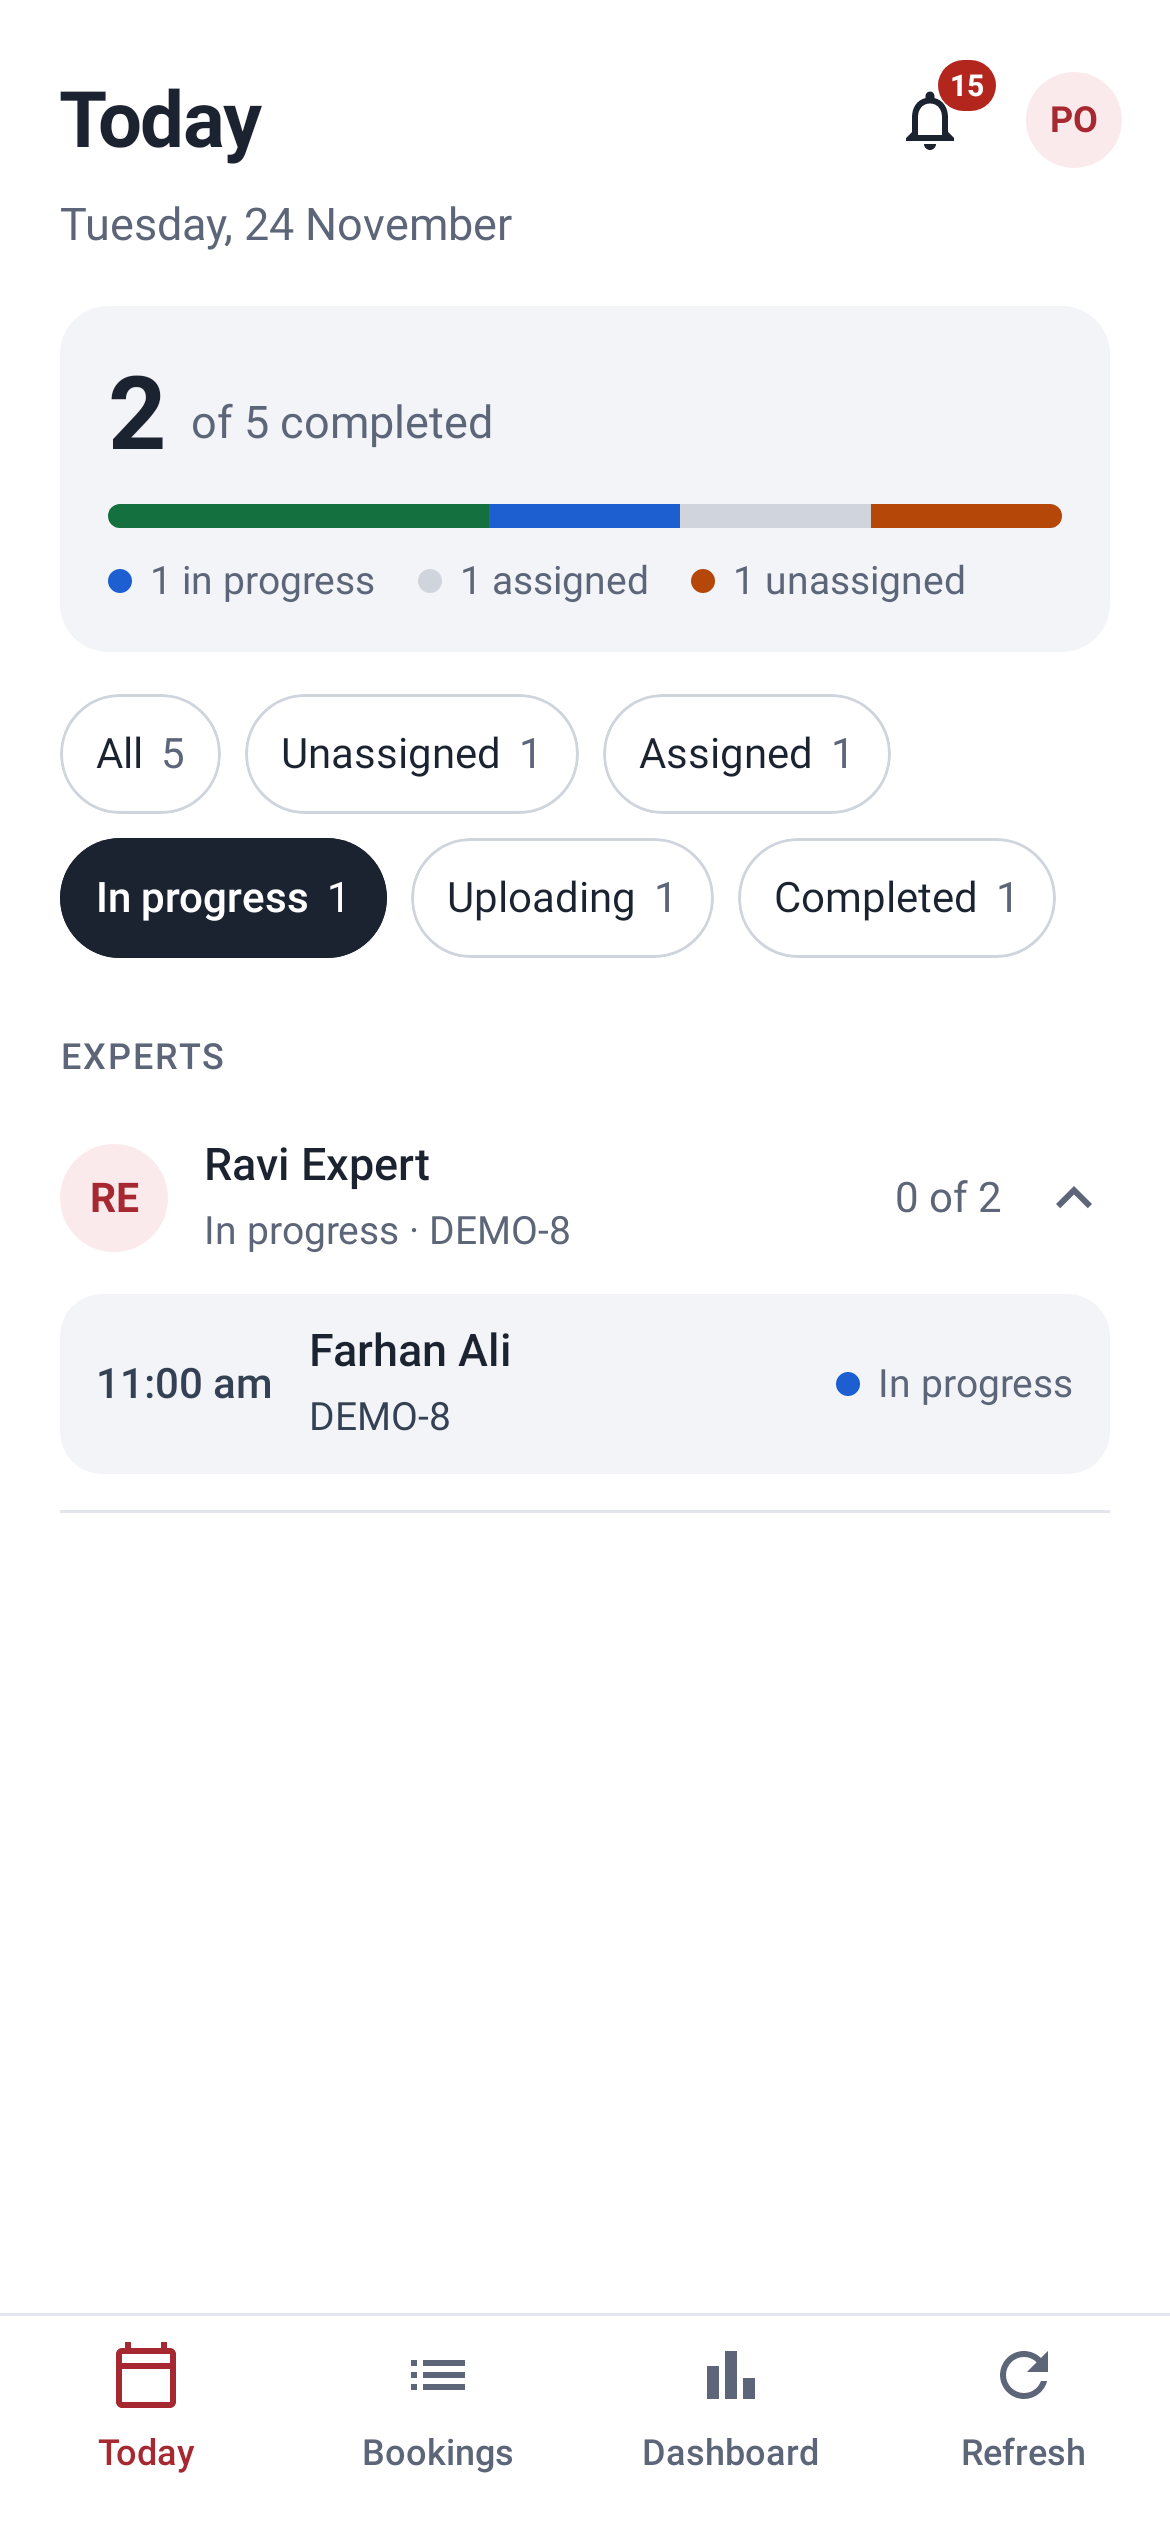 Today
15
PO
Tuesday, 24 November
2 of 5 completed
1 in progress 1 assigned 1 unassigned
All 5 Unassigned 1 Assigned 1
In progress 1 Uploading 1 Completed 1
EXPERTS
RE
Ravi Expert
In progress · DEMO-8
0 of 2
11:00 am
Farhan Ali
DEMO-8
In progress
Today Bookings Dashboard Refresh